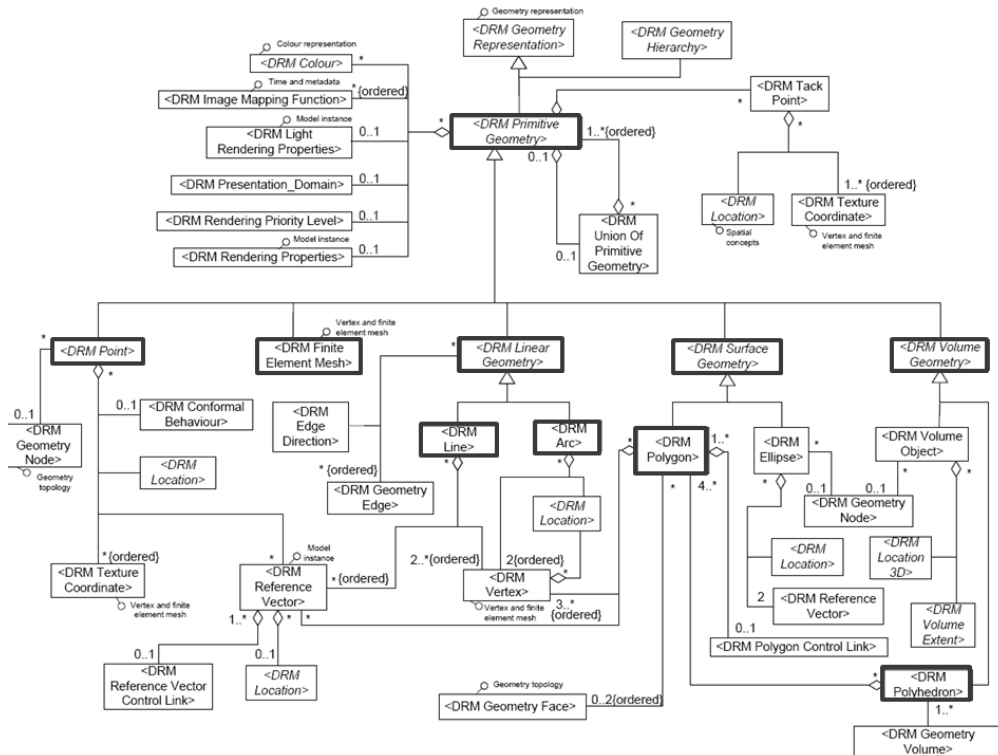 Geometry representation
<DRM Geometry
Representation>
<DRM Geometry
Hierarchy>
Colour representation
<DRM Colour>
*
Time and metadata
<DRM Image Mapping Function>
*{ordered}
Model instance
<DRM Light
Rendering Properties>
0..1
<DRM Presentation_Domain>
0..1
<DRM Rendering Priority Level>
0..1
Model instance
<DRM Rendering Properties>
0..1
*
<DRM Primitive
Geometry>
1..*{ordered}
0..1
*
<DRM
Union Of
Primitive
Geometry>
0..1
<DRM Tack
Point>
*
*
<DRM
Location>
Spatial
concepts
1..* {ordered}
<DRM Texture
Coordinate>
Vertex and finite
element mesh
*
<DRM Point>
*
Vertex and finite
element mesh
<DRM Finite
Element Mesh>
*
<DRM Linear
Geometry>
<DRM Surface
Geometry>
<DRM Volume
Geometry>
0..1
<DRM
Geometry
Node>
Geometry
topology
0..1
<DRM Conformal
Behaviour>
<DRM
Location>
<DRM
Edge
Direction>
*{ordered}
<DRM Geometry
Edge>
<DRM
Line>
*
<DRM
Arc>
*
<DRM
Location>
*
<DRM
Polygon>
1..*
*
4..*
<DRM
Ellipse>
*
*
<DRM Volume
Object>
*
*
0..1
0..1
<DRM Geometry
Node>
<DRM
Location>
<DRM
Location
3D>
2
<DRM Reference
Vector>
<DRM
Volume
Extent>
*{ordered}
<DRM Texture
Coordinate>
Vertex and finite
element mesh
*
Model
instance
<DRM
Reference
Vector>
*{ordered}
2..*{ordered}
2{ordered}
<DRM
Vertex>
*
Vertex and finite
element mesh
3..*
{ordered}
*
1..*
*
*
0..1
<DRM
Reference Vector
Control Link>
0..1
<DRM
Location>
0..1
<DRM Polygon Control Link>
Geometry topology
<DRM Geometry Face>
0..2{ordered}
*
<DRM
Polyhedron>
1..*
<DRM Geometry
Volume>